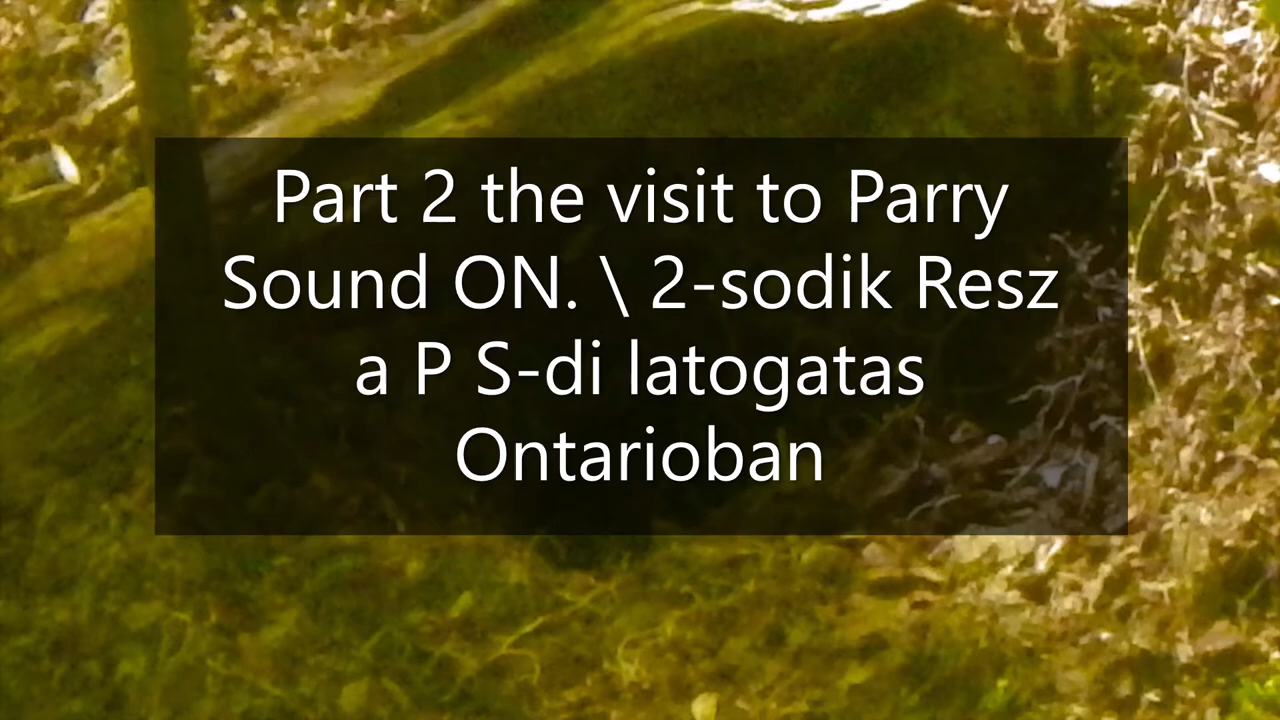 Part 2 the visit to Parry
Sound ON. \ 2-sodik Resz
a P S-di latogatas
Ontarioban